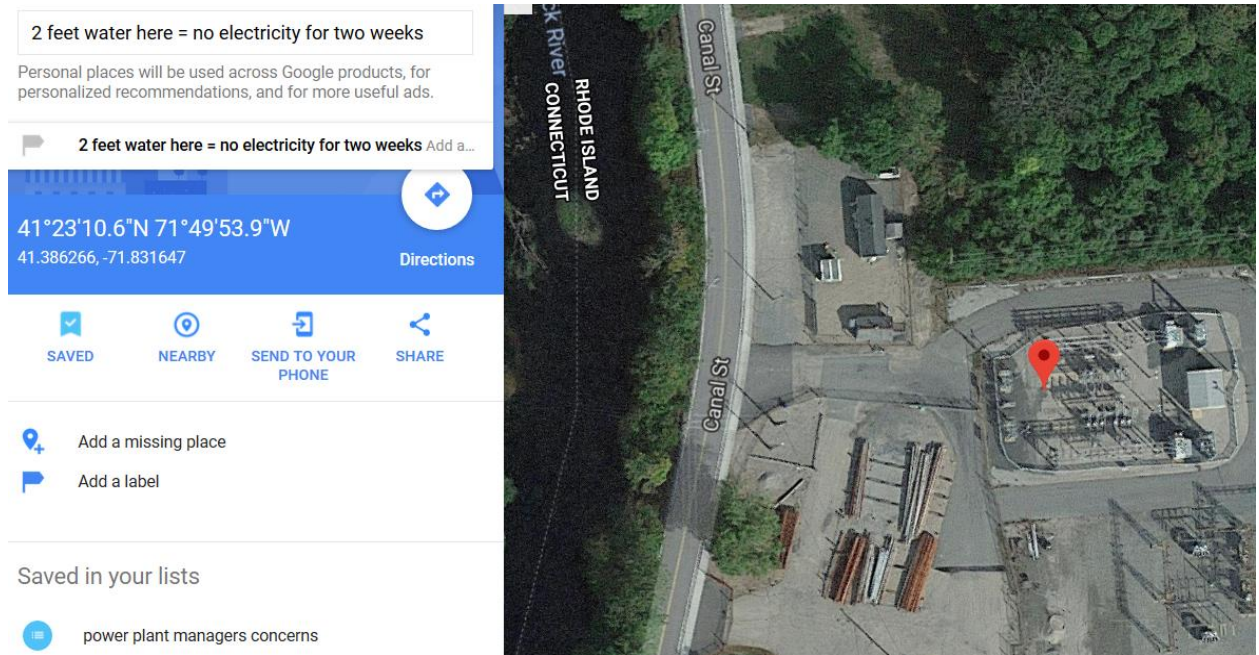 2 feet water here = no electricity for two weeks
Personal places will be used across Google products, for
personalized recommendations, and for more useful ads.
2 feet water here = no electricity for two weeks Add a...
41°23'10.6"N 71°49'53.9"W
41.386266, -71.831647
Directions
SAVED
NEARBY
SEND TO YOUR
PHONE
SHARE
Add a missing place
Add a label
Saved in your lists
power plant managers concerns
ck River
RHODE ISLAND
CONNECTICUT
Canal St
Canal St